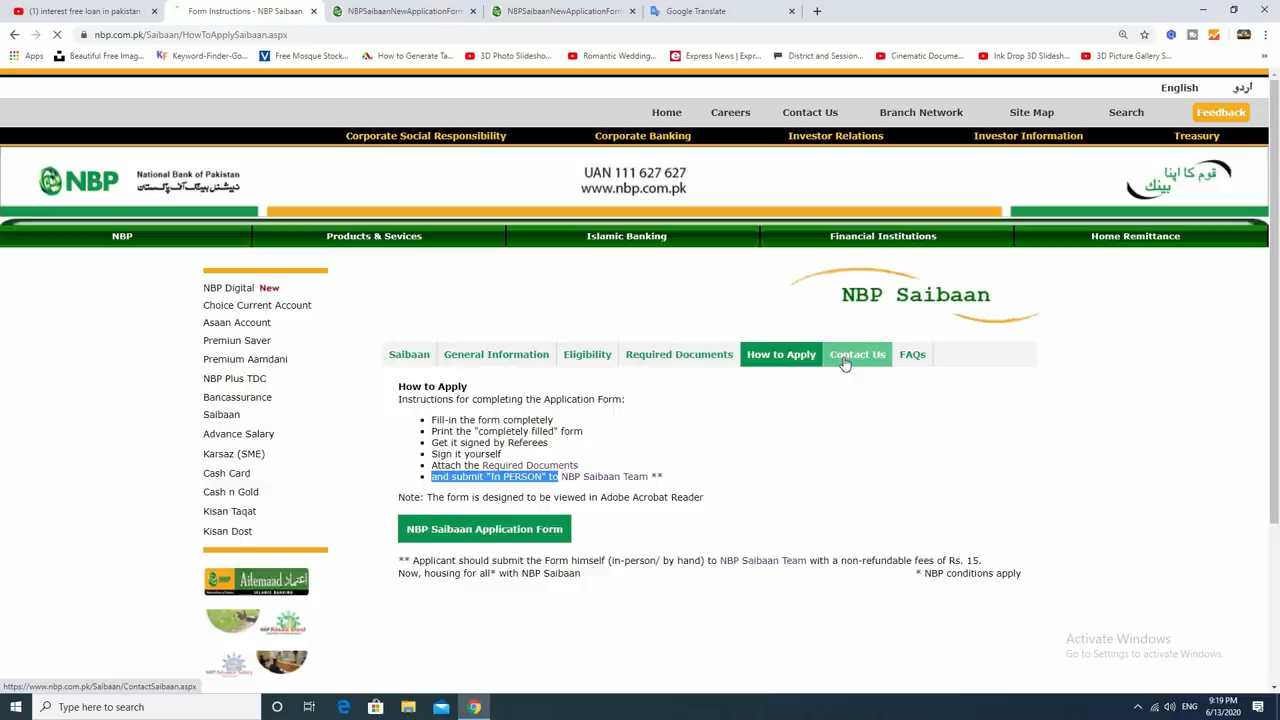 (1) interest free loan in pakistan
Form Instructions - NBP Saibaan
NBPSaibaanNewApplicationForm
NBPSaibaanNewApplicationForm
Google Translate
nbp.com.pk/Saibaan/HowToApplySaibaan.aspx
Apps
Beautiful Free Imag...
Keyword-Finder-Go...
Free Mosque Stock...
How to Generate Ta...
3D Photo Slidesho...
Romantic Wedding...
Express News | Expr...
District and Session...
Cinematic Docume...
Ink Drop 3D Slidesh...
3D Picture Gallery S...
English
اردو
Home
Careers
Contact Us
Branch Network
Site Map
Search
Feedback
Corporate Social Responsibility
Corporate Banking
Investor Relations
Investor Information
Treasury
NBP
National Bank of Pakistan
نیشنل بینک آف پاکستان
UAN 111 627 627
www.nbp.com.pk
قوم کا اپنا
بینک
NBP
Products & Sevices
Islamic Banking
Financial Institutions
Home Remittance
NBP Digital New
Choice Current Account
Asaan Account
Premiun Saver
Premium Aamdani
NBP Plus TDC
Bancassurance
Saibaan
Advance Salary
Karsaz (SME)
Cash Card
Cash n Gold
Kisan Taqat
Kisan Dost
NBP Saibaan
Saibaan
General Information
Eligibility
Required Documents
How to Apply
Contact Us
FAQs
How to Apply
Instructions for completing the Application Form:
• Fill-in the form completely
• Print the "completely filled" form
• Get it signed by Referees
• Sign it yourself
• Attach the Required Documents
• and submit "In PERSON" to NBP Saibaan Team **
Note: The form is designed to be viewed in Adobe Acrobat Reader
NBP Saibaan Application Form
** Applicant should submit the Form himself (in-person/ by hand) to NBP Saibaan Team with a non-refundable fees of Rs. 15.
Now, housing for all* with NBP Saibaan
* NBP conditions apply
Aitemaad
اعتماد
ISLAMIC BANKING
Activate Windows
Go to Settings to activate Windows.
https://www.nbp.com.pk/Saibaan/ContactSaibaan.aspx
Type here to search
ENG
9:19 PM
6/13/2020